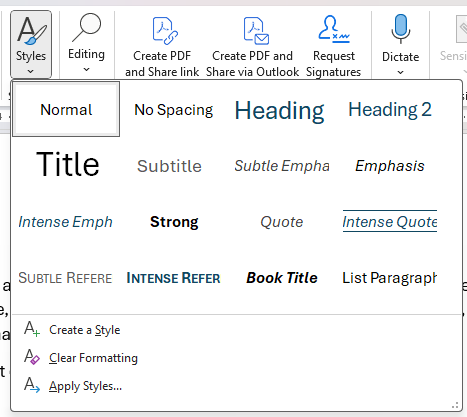 Styles
Editing
Create PDF
and Share link
Create PDF and
Share via Outlook
Request
Signatures
Dictate
Sensi
Normal
No Spacing
Heading
Heading 2
Title
Subtitle
Subtle Empha
Emphasis
Intense Emph
Strong
Quote
Intense Quote
SUBTLE REFERE
INTENSE REFER
Book Title
List Paragraph
Create a Style
Clear Formatting
Apply Styles...